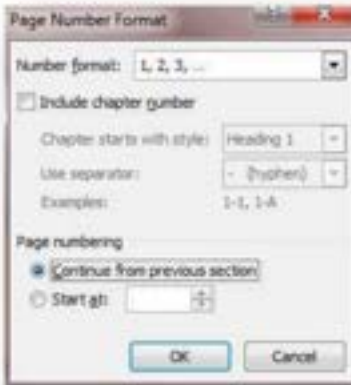 Page Number Format
Number format: 1, 2, 3, ...
Include chapter number
Chapter starts with style: Heading 1
Use separator: - (hyphen)
Examples: 1-1, 1-A
Page numbering
Continue from previous section
Start at:
OK Cancel